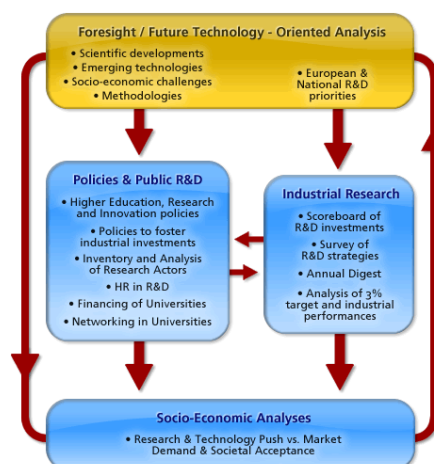 Foresight / Future Technology - Oriented Analysis
• Scientific developments
• Emerging technologies
• Socio-economic challenges
• Methodologies
• European &
National R&D
priorities
Policies & Public R&D
• Higher Education, Research
and Innovation policies
• Policies to foster
industrial investments
• Inventory and Analysis
of Research Actors
• HR in R&D
• Financing of Universities
• Networking in Universities
Industrial Research
• Scoreboard of
R&D investments
• Survey of
R&D strategies
• Annual Digest
• Analysis of 3%
target and industrial
performances
Socio-Economic Analyses
• Research & Technology Push vs. Market
Demand & Societal Acceptance